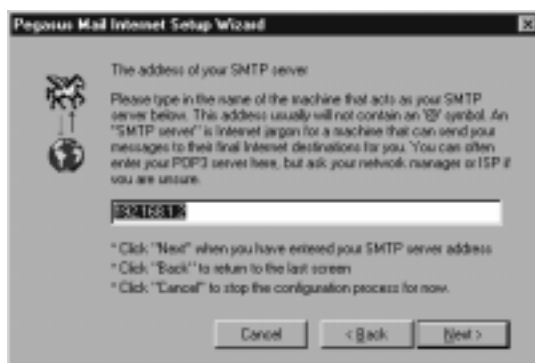 Pegasus Mail Internet Setup Wizard
The address of your SMTP server
Please type in the name of the machine that acts as your SMTP
server below. This address usually will not contain an '@' symbol. An
"SMTP server" is Internet jargon for a machine that can send your
messages to their final Internet destinations for you. You can often
enter your POP3 server here, but ask your network manager or ISP if
you are unsure.
192.168.1.2
* Click "Next" when you have entered your SMTP server address
* Click "Back" to return to the last screen
* Click "Cancel" to stop the configuration process for now.
Cancel < Back Next >